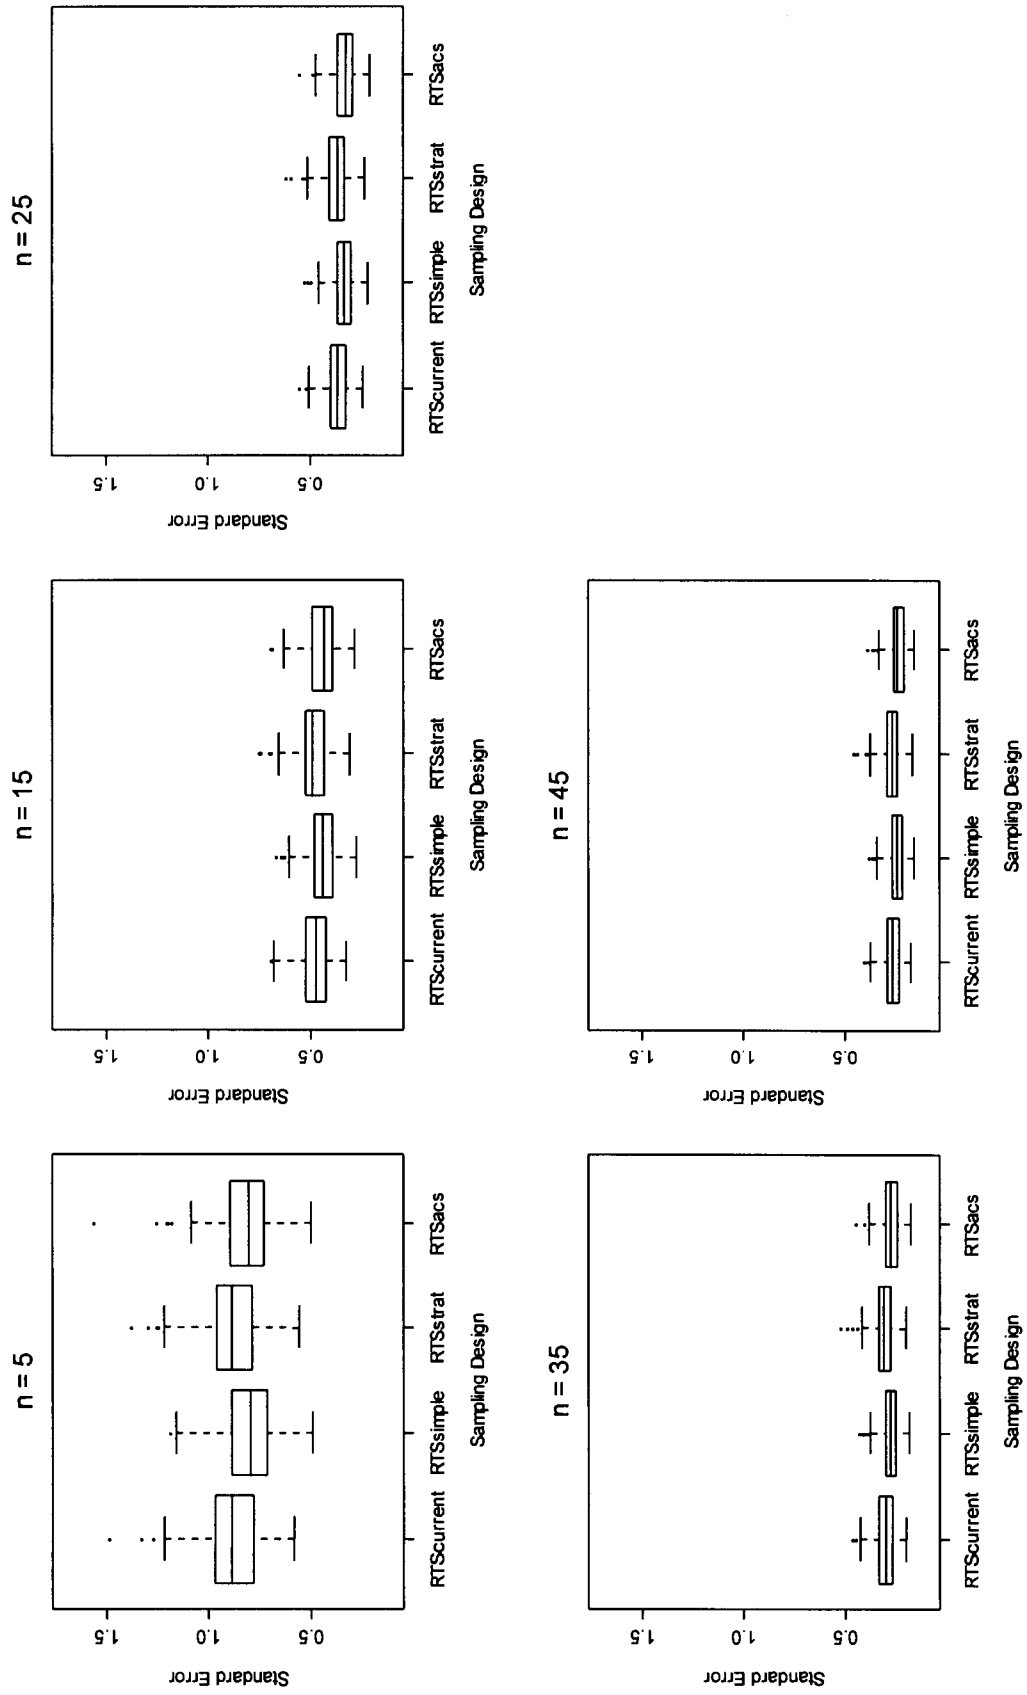 n = 5
Standard Error
1.5
1.0
0.5
RTScurrent RTSsimple RTSstrat RTSacs
Sampling Design
n = 15
Standard Error
1.5
1.0
0.5
RTScurrent RTSsimple RTSstrat RTSacs
Sampling Design
n = 25
Standard Error
1.5
1.0
0.5
RTScurrent RTSsimple RTSstrat RTSacs
Sampling Design
n = 35
Standard Error
1.5
1.0
0.5
RTScurrent RTSsimple RTSstrat RTSacs
Sampling Design
n = 45
Standard Error
1.5
1.0
0.5
RTScurrent RTSsimple RTSstrat RTSacs
Sampling Design